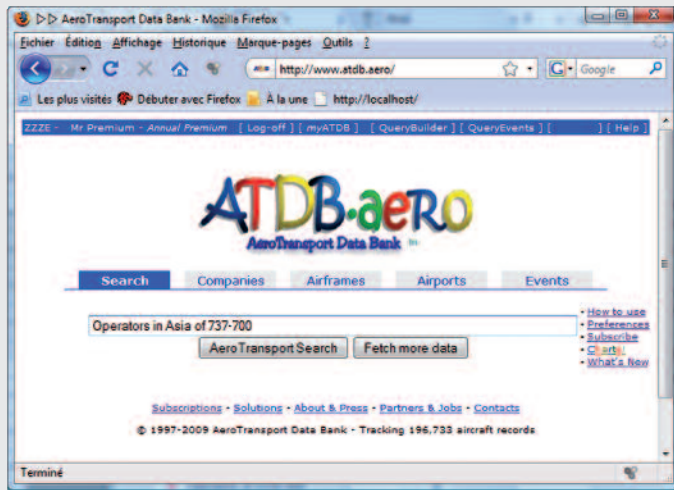 ▷▷ AeroTransport Data Bank - Mozilla Firefox
Fichier Édition Affichage Historique Marque-pages Outils ?
http://www.atdb.aero/ Google
Les plus visités Débuter avec Firefox À la une http://localhost/
ZZZE - Mr Premium - Annual Premium [ Log-off ] [ myATDB ] [ QueryBuilder ] [ QueryEvents ] [ ] [ Help ]
ATDB.aeRO
AeroTransport Data Bank
Search Companies Airframes Airports Events
Operators in Asia of 737-700
AeroTransport Search Fetch more data
• How to use
• Preferences
• Subscribe
• What's New
Subscriptions - Solutions - About & Press - Partners & Jobs - Contacts
© 1997-2009 AeroTransport Data Bank - Tracking 196,733 aircraft records
Terminé